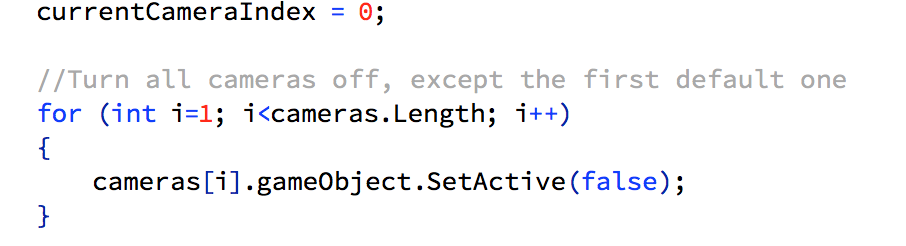 currentCameraIndex = 0;
//Turn all cameras off, except the first default one
for (int i=1; i<cameras.Length; i++)
{
cameras[i].gameObject.SetActive(false);
}